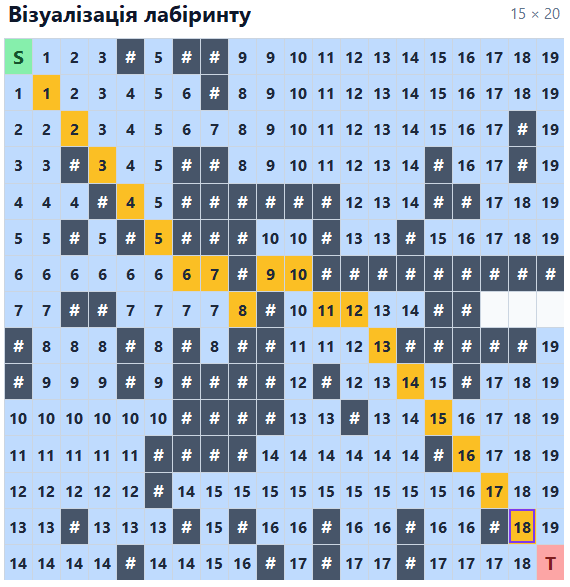 Візуалізація лабіринту
15 × 20
S 1 2 3 # 5 # # 9 9 10 11 12 13 14 15 16 17 18 19
1 1 2 3 4 5 6 # 8 9 10 11 12 13 14 15 16 17 18 19
2 2 2 3 4 5 6 7 8 9 10 11 12 13 14 15 16 17 # 19
3 3 # 3 4 5 # # 8 9 10 11 12 13 14 # 16 17 # 19
4 4 4 # 4 5 # # # # # # 12 13 14 # # 17 18 19
5 5 # 5 # 5 # # # 10 10 # 13 13 # 15 16 17 18 19
6 6 6 6 6 6 6 7 # 9 10 # # # # # # # # #
7 7 # # 7 7 7 7 8 # 10 11 12 13 14 # #
# 8 8 8 # 8 # 8 # # 11 11 12 13 # # # # # 19
# 9 9 9 # 9 # # # # 12 # 12 13 14 15 # 17 18 19
10 10 10 10 10 10 # # # # 13 13 # 13 14 15 16 17 18 19
11 11 11 11 11 # # # # 14 14 14 14 14 14 # 16 17 18 19
12 12 12 12 12 # 14 15 15 15 15 15 15 15 15 15 16 17 18 19
13 13 # 13 13 13 # 15 # 16 16 # 16 16 # 16 16 # 18 19
14 14 14 14 # 14 14 15 16 # 17 # 17 17 # 17 17 17 18 T